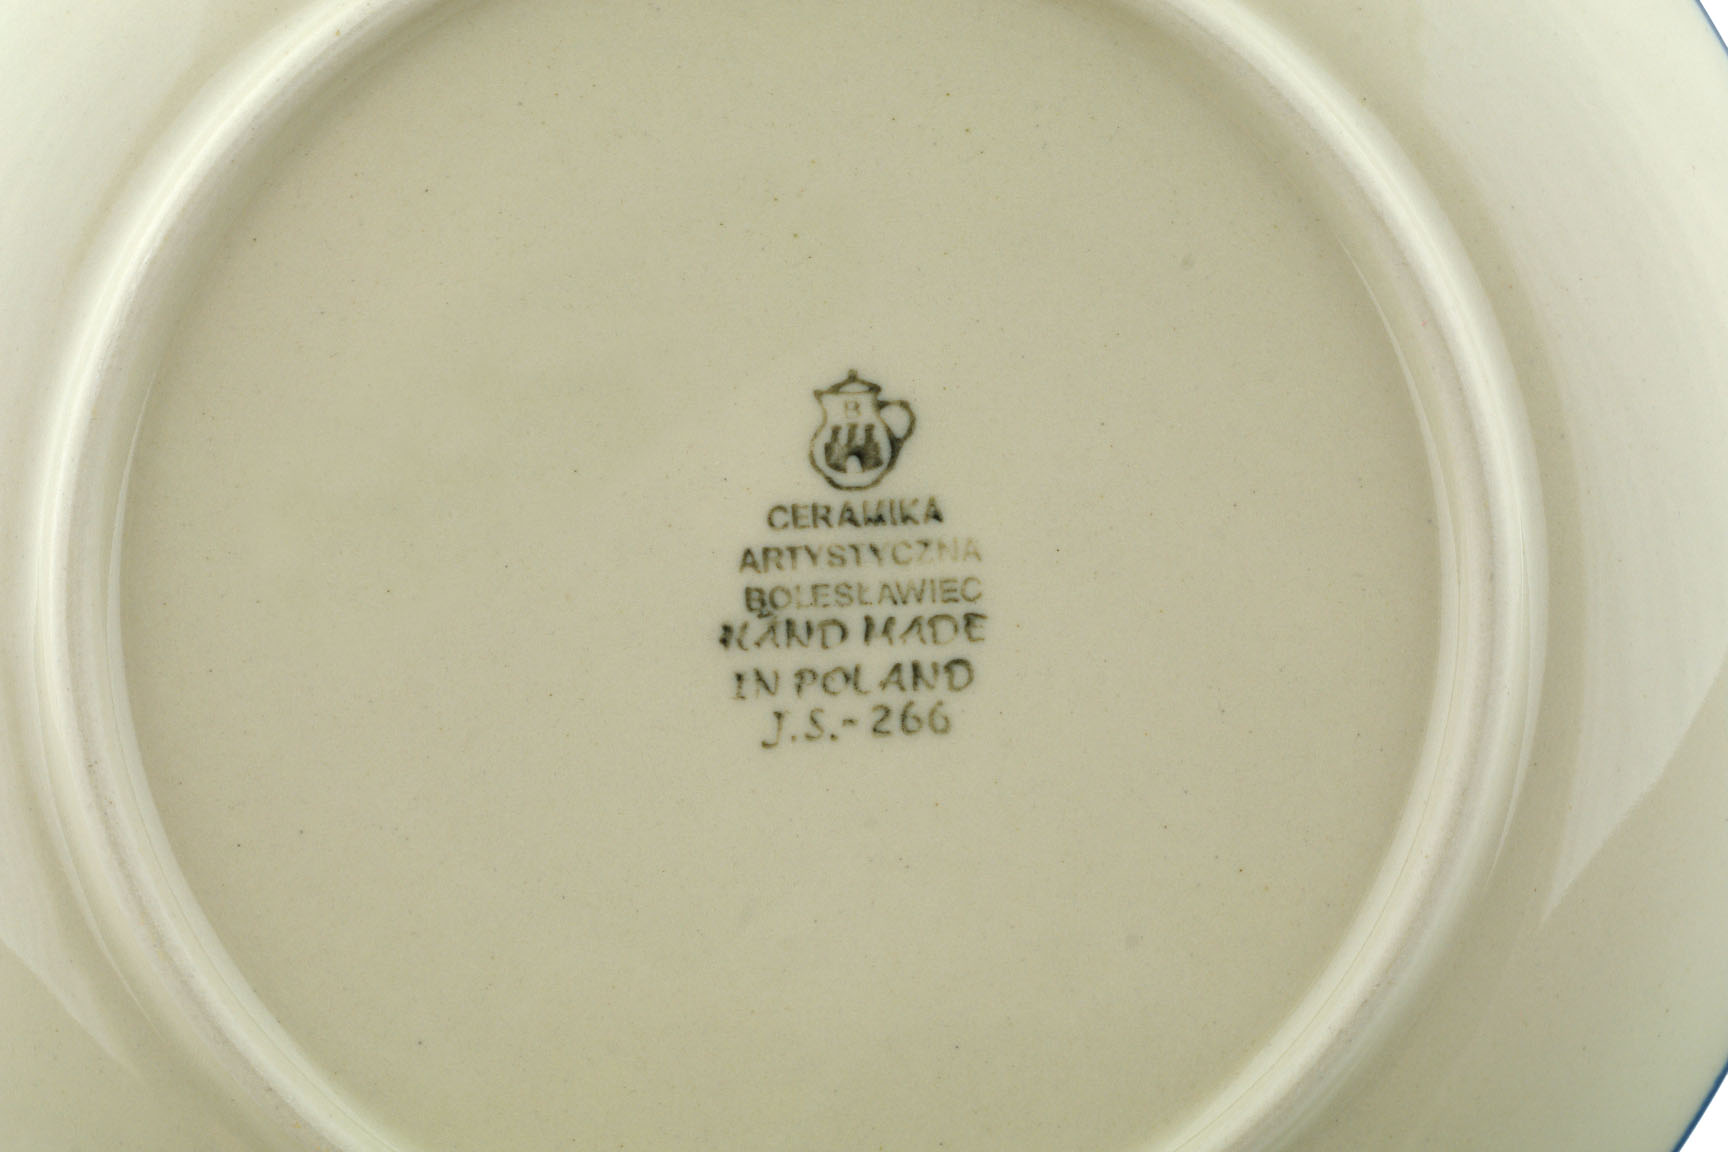 B
CERAMIKA
ARTYSTYCZNA
BOLESŁAWIEC
HAND MADE
IN POLAND
J.S.-266